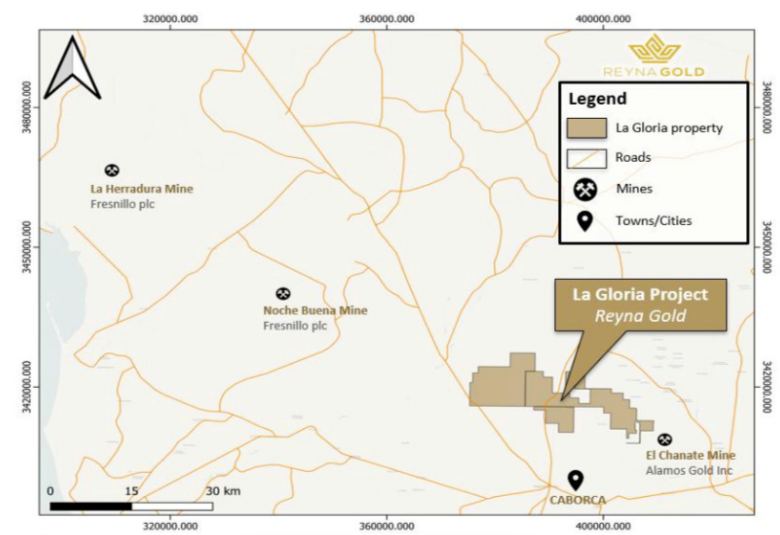 320000.000 360000.000 400000.000
REYNAGOLD
Legend
La Gloria property
Roads
Mines
Towns/Cities
3480000.000 3480000.000
La Herradura Mine
Fresnillo plc
3450000.000 3450000.000
Noche Buena Mine
Fresnillo plc
La Gloria Project
Reyna Gold
3420000.000 3420000.000
El Chanate Mine
Alamos Gold Inc
CABORCA
0 15 30 km
320000.000 360000.000 400000.000